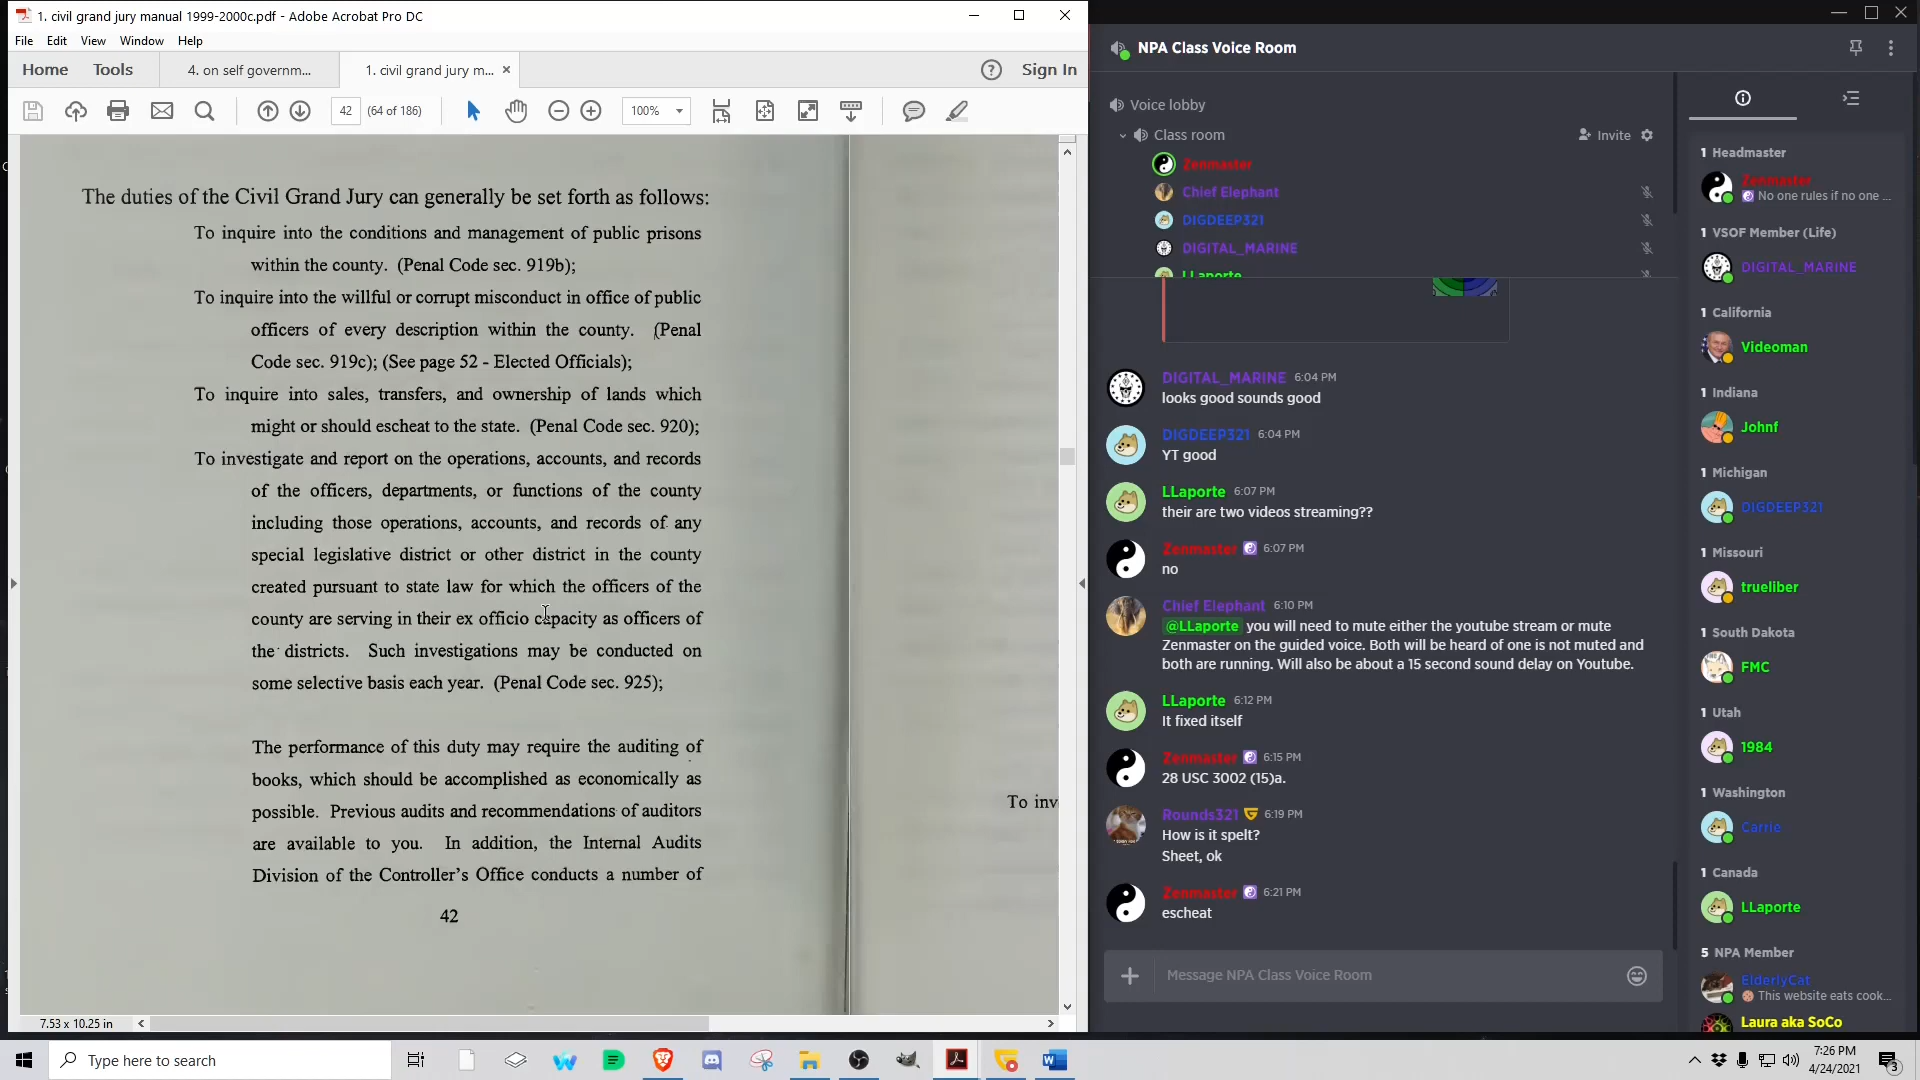 1. civil grand jury manual 1999-2000c.pdf - Adobe Acrobat Pro DC
File Edit View Window Help
Home Tools 4. on self governm... 1. civil grand jury m... × Sign In
42 (64 of 186) 100%
The duties of the Civil Grand Jury can generally be set forth as follows:
To inquire into the conditions and management of public prisons
within the county. (Penal Code sec. 919b);
To inquire into the willful or corrupt misconduct in office of public
officers of every description within the county. (Penal
Code sec. 919c); (See page 52 - Elected Officials);
To inquire into sales, transfers, and ownership of lands which
might or should escheat to the state. (Penal Code sec. 920);
To investigate and report on the operations, accounts, and records
of the officers, departments, or functions of the county
including those operations, accounts, and records of any
special legislative district or other district in the county
created pursuant to state law for which the officers of the
county are serving in their ex officio capacity as officers of
the districts. Such investigations may be conducted on
some selective basis each year. (Penal Code sec. 925);
The performance of this duty may require the auditing of
books, which should be accomplished as economically as
possible. Previous audits and recommendations of auditors
are available to you. In addition, the Internal Audits
Division of the Controller's Office conducts a number of
42
To inv
7.53 x 10.25 in
NPA Class Voice Room
Voice lobby
Class room Invite
Zenmaster
Chief Elephant
DIGDEEP321
DIGITAL_MARINE
LLaporte
DIGITAL_MARINE 6:04 PM
looks good sounds good
DIGDEEP321 6:04 PM
YT good
LLaporte 6:07 PM
their are two videos streaming??
Zenmaster 6:07 PM
no
Chief Elephant 6:10 PM
@LLaporte you will need to mute either the youtube stream or mute
Zenmaster on the guided voice. Both will be heard of one is not muted and
both are running. Will also be about a 15 second sound delay on Youtube.
LLaporte 6:12 PM
It fixed itself
Zenmaster 6:15 PM
28 USC 3002 (15)a.
Rounds321 6:19 PM
How is it spelt?
Sheet, ok
Zenmaster 6:21 PM
escheat
Message NPA Class Voice Room
1 Headmaster
Zenmaster
No one rules if no one ...
1 VSOF Member (Life)
DIGITAL_MARINE
1 California
Videoman
1 Indiana
Johnf
1 Michigan
DIGDEEP321
1 Missouri
trueliber
1 South Dakota
FMC
1 Utah
1984
1 Washington
Carrie
1 Canada
LLaporte
5 NPA Member
ElderlyCat
This website eats cook...
Laura aka SoCo
Type here to search
7:26 PM
4/24/2021
3